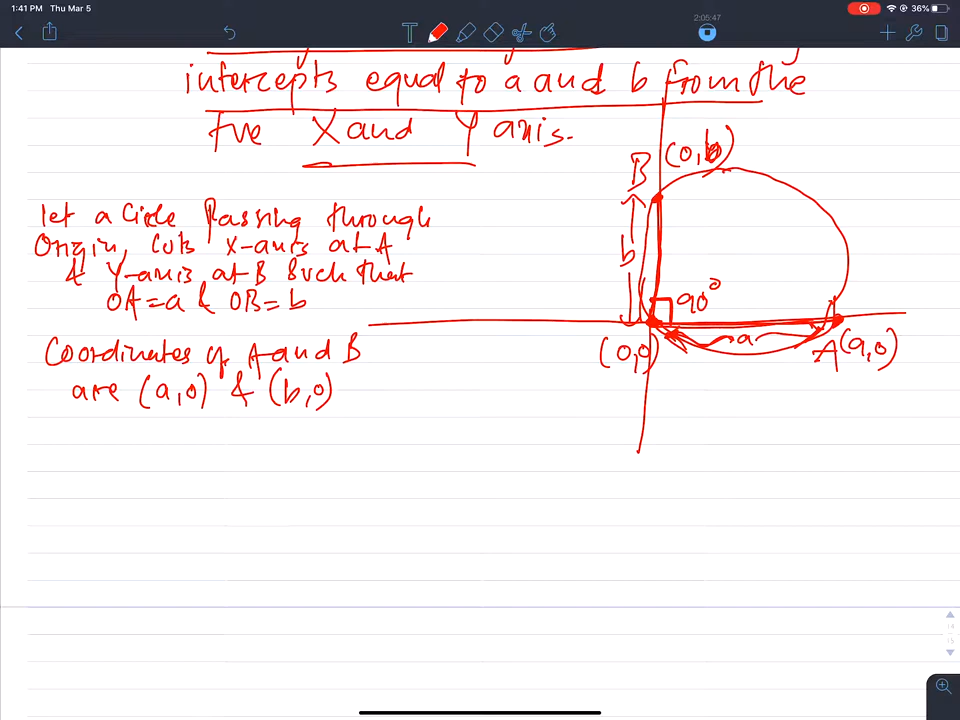 1:41 PM Thu Mar 5
2:05:47
36%
intercepts equal to a and b from the
+ve X and Y axis.
let a Circle Passing through
Origin, cuts X-axis at A
& Y-axis at B Such that
OA = a & OB = b
Coordinates of A and B
are (a,0) & (b,0)
B (0,b)
b
90°
a
(0,0)
A (a,0)